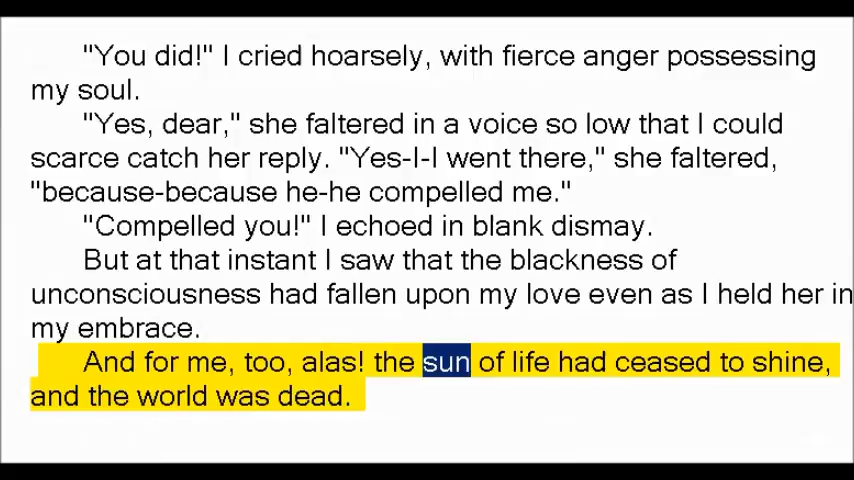 "You did!" I cried hoarsely, with fierce anger possessing
my soul.
"Yes, dear," she faltered in a voice so low that I could
scarce catch her reply. "Yes-I-I went there," she faltered,
"because-because he-he compelled me."
"Compelled you!" I echoed in blank dismay.
But at that instant I saw that the blackness of
unconsciousness had fallen upon my love even as I held her in
my embrace.
And for me, too, alas! the sun of life had ceased to shine,
and the world was dead.